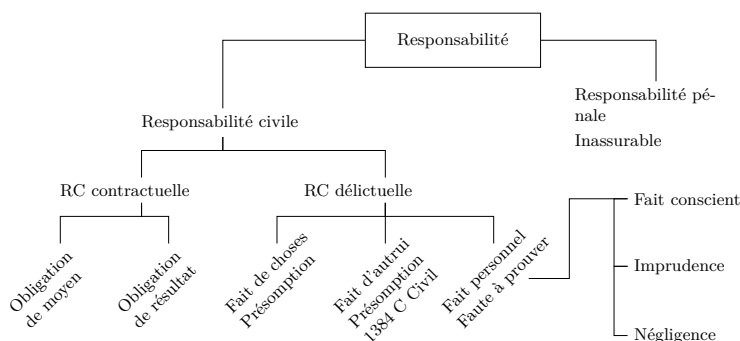 Responsabilité
Responsabilité pé-
nale
Inassurable
Responsabilité civile
RC contractuelle
RC délictuelle
Obligation
de moyen
Obligation
de résultat
Fait de choses
Présomption
Fait d'autrui
Présomption
1384 C Civil
Fait personnel
Faute à prouver
Fait conscient
Imprudence
Négligence